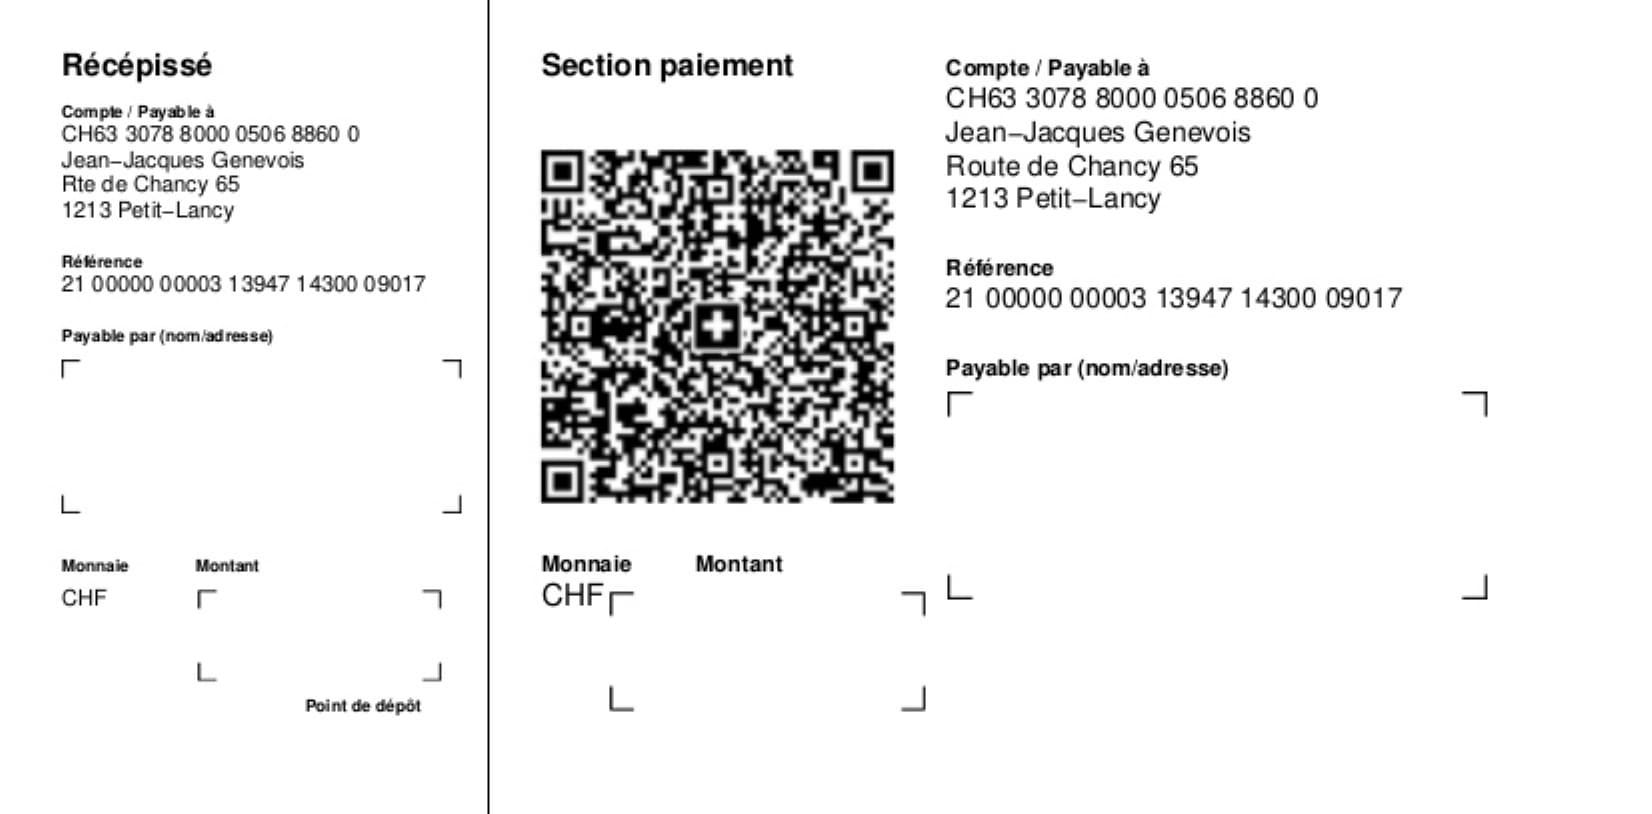 Récépissé
Compte / Payable à
CH63 3078 8000 0506 8860 0
Jean–Jacques Genevois
Rte de Chancy 65
1213 Petit–Lancy
Référence
21 00000 00003 13947 14300 09017
Payable par (nom/adresse)
Monnaie Montant
CHF
Point de dépôt
Section paiement
Monnaie Montant
CHF
Compte / Payable à
CH63 3078 8000 0506 8860 0
Jean–Jacques Genevois
Route de Chancy 65
1213 Petit–Lancy
Référence
21 00000 00003 13947 14300 09017
Payable par (nom/adresse)